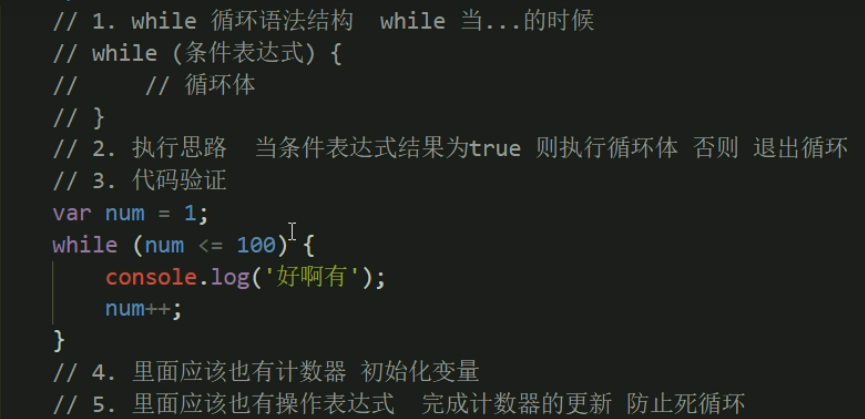 // 1. while 循环语法结构  while 当...的时候
// while (条件表达式) {
//     // 循环体
// }
// 2. 执行思路  当条件表达式结果为true 则执行循环体 否则 退出循环
// 3. 代码验证
var num = 1;
while (num <= 100) {
    console.log('好啊有');
    num++;
}
// 4. 里面应该也有计数器 初始化变量
// 5. 里面应该也有操作表达式  完成计数器的更新 防止死循环